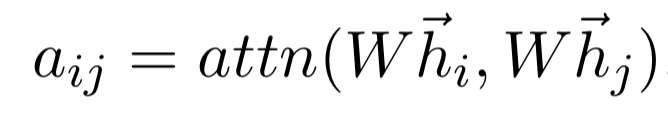 $a_{ij} = attn(W\vec{h}_i, W\vec{h}_j)$